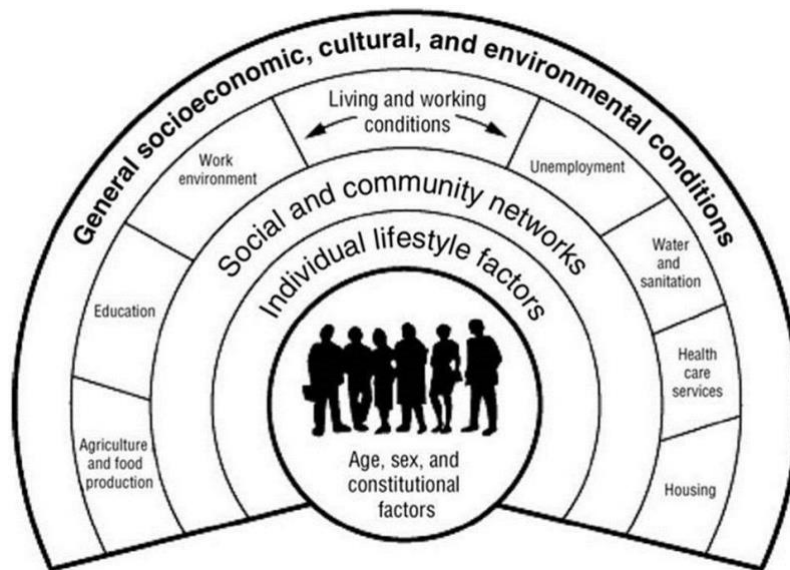 General socioeconomic, cultural, and environmental conditions
Living and working
conditions
Work
environment
Unemployment
Social and community networks
Water
and
sanitation
Individual lifestyle factors
Education
Health
care
services
Agriculture
and food
production
Age, sex, and
constitutional
factors
Housing